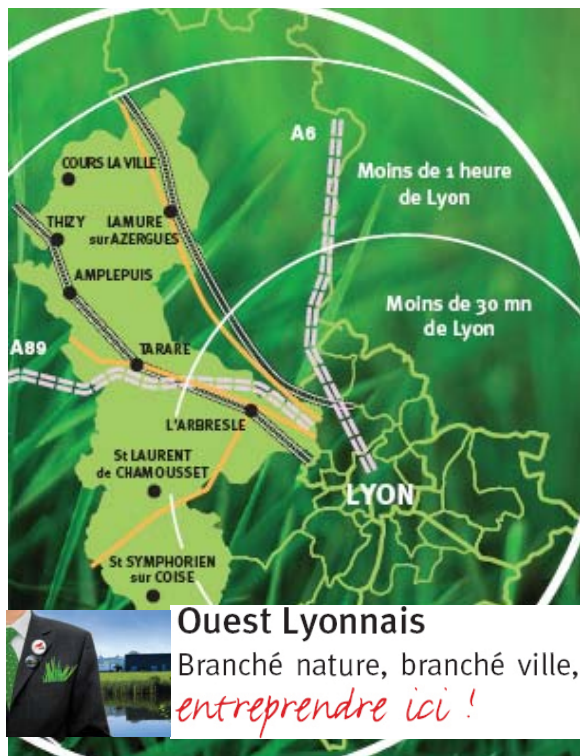 A6
COURS LA VILLE
Moins de 1 heure
de Lyon
THIZY
LAMURE
sur AZERGUES
AMPLEPUIS
Moins de 30 mn
de Lyon
A89
TARARE
L'ARBRESLE
St LAURENT
de CHAMOUSSET
LYON
St SYMPHORIEN
sur COISE
Ouest Lyonnais
Branché nature, branché ville,
entreprendre ici !